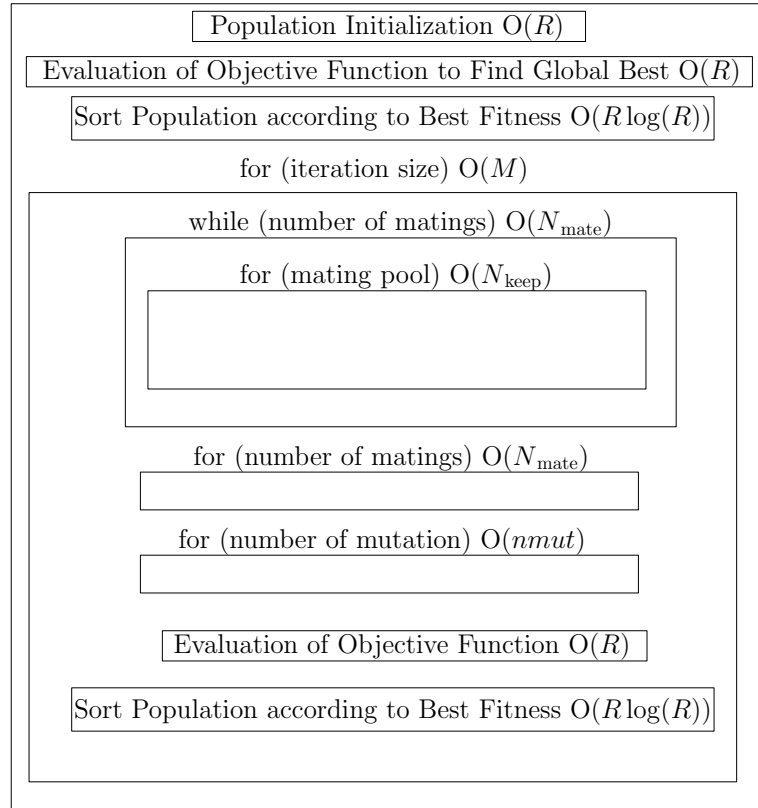 Population Initialization O(R)
Evaluation of Objective Function to Find Global Best O(R)
Sort Population according to Best Fitness O(R log(R))
for (iteration size) O(M)
while (number of matings) O(N_mate)
for (mating pool) O(N_keep)
for (number of matings) O(N_mate)
for (number of mutation) O(nmut)
Evaluation of Objective Function O(R)
Sort Population according to Best Fitness O(R log(R))